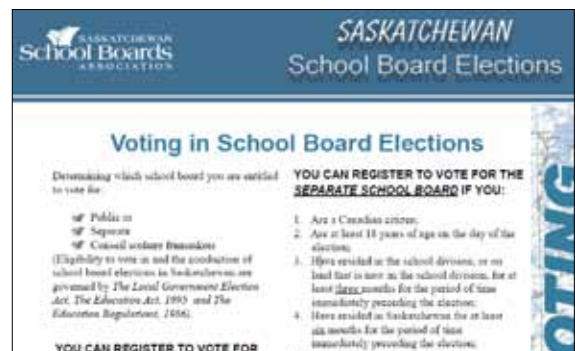 SASKATCHEWAN
School Boards
ASSOCIATION
SASKATCHEWAN
School Board Elections
Voting in School Board Elections
Determining which school board you are entitled
to vote for:
Public or
Separate
Conseil scolaire fransaskois
(Eligibility to vote in and the conduction of
school board elections in Saskatchewan are
governed by The Local Government Election
Act, The Education Act, 1995 and The
Education Regulations, 1986).
YOU CAN REGISTER TO VOTE FOR
YOU CAN REGISTER TO VOTE FOR THE
SEPARATE SCHOOL BOARD IF YOU:
1. Are a Canadian citizen;
2. Are at least 18 years of age on the day of the
election;
3. Have resided in the school division, or on
land that is now in the school division, for at
least three months for the period of time
immediately preceding the election;
4. Have resided in Saskatchewan for at least
six months for the period of time
immediately preceding the election;
OTING